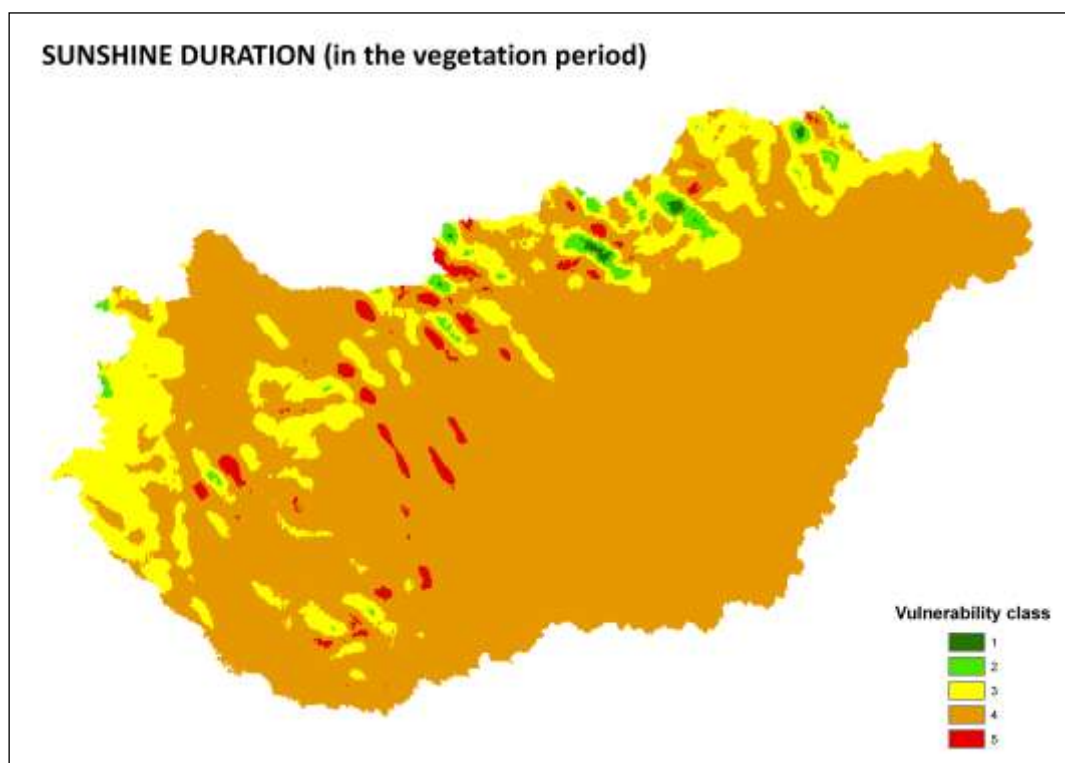 SUNSHINE DURATION (in the vegetation period)
Vulnerability class
1
2
3
4
5